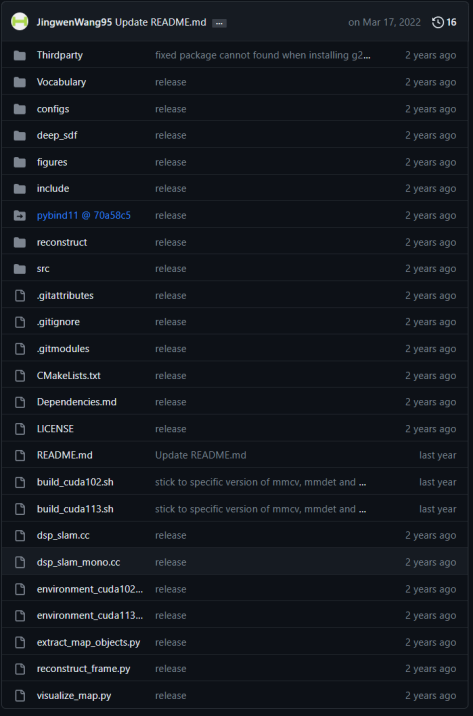 JingwenWang95 Update README.md ... on Mar 17, 2022 16
Thirdparty fixed package cannot found when installing g2... 2 years ago
Vocabulary release 2 years ago
configs release 2 years ago
deep_sdf release 2 years ago
figures release 2 years ago
include release 2 years ago
pybind11 @ 70a58c5 release 2 years ago
reconstruct release 2 years ago
src release 2 years ago
.gitattributes release 2 years ago
.gitignore release 2 years ago
.gitmodules release 2 years ago
CMakeLists.txt release 2 years ago
Dependencies.md release 2 years ago
LICENSE release 2 years ago
README.md Update README.md last year
build_cuda102.sh stick to specific version of mmcv, mmdet and ... last year
build_cuda113.sh stick to specific version of mmcv, mmdet and ... last year
dsp_slam.cc release 2 years ago
dsp_slam_mono.cc release 2 years ago
environment_cuda102... release 2 years ago
environment_cuda113... release 2 years ago
extract_map_objects.py release 2 years ago
reconstruct_frame.py release 2 years ago
visualize_map.py release 2 years ago